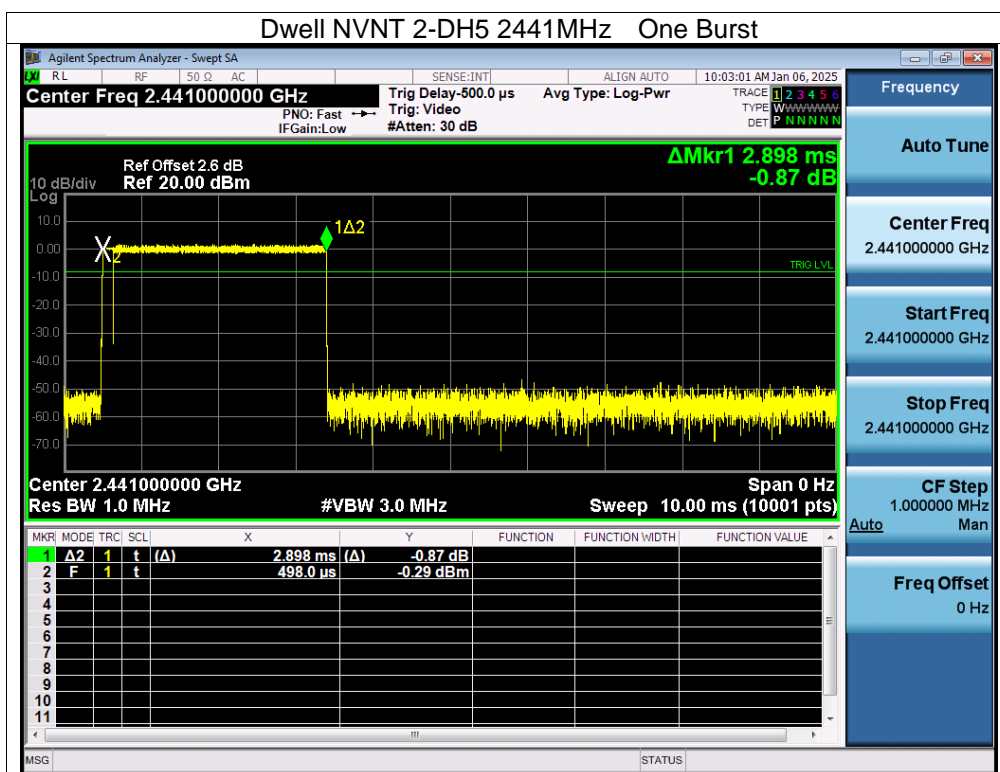 Dwell NVNT 2-DH5 2441MHz    One Burst
Agilent Spectrum Analyzer - Swept SA
LXI RL RF 50 Ω AC SENSE:INT ALIGN AUTO 10:03:01 AM Jan 06, 2025
Center Freq 2.441000000 GHz
PNO: Fast
IFGain:Low
Trig Delay-500.0 µs
Trig: Video
#Atten: 30 dB
Avg Type: Log-Pwr
TRACE 1 2 3 4 5 6
TYPE WWWWWWW
DET P NNNNN
ΔMkr1 2.898 ms
-0.87 dB
Ref Offset 2.6 dB
10 dB/div Ref 20.00 dBm
Log
10.0
0.00
-10.0
-20.0
-30.0
-40.0
-50.0
-60.0
-70.0
X2
1Δ2
TRIG LVL
Center 2.441000000 GHz Span 0 Hz
Res BW 1.0 MHz #VBW 3.0 MHz Sweep 10.00 ms (10001 pts)
MKR MODE TRC SCL X Y FUNCTION FUNCTION WIDTH FUNCTION VALUE
1 Δ2 1 t (Δ) 2.898 ms (Δ) -0.87 dB
2 F 1 t 498.0 µs -0.29 dBm
3
4
5
6
7
8
9
10
11
MSG STATUS
Frequency
Auto Tune
Center Freq
2.441000000 GHz
Start Freq
2.441000000 GHz
Stop Freq
2.441000000 GHz
CF Step
1.000000 MHz
Auto Man
Freq Offset
0 Hz